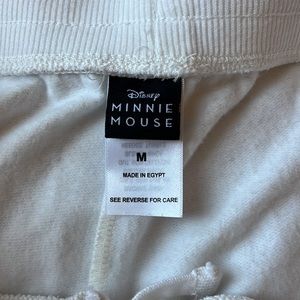 Disney
MINNIE
MOUSE
M
MADE IN EGYPT
SEE REVERSE FOR CARE